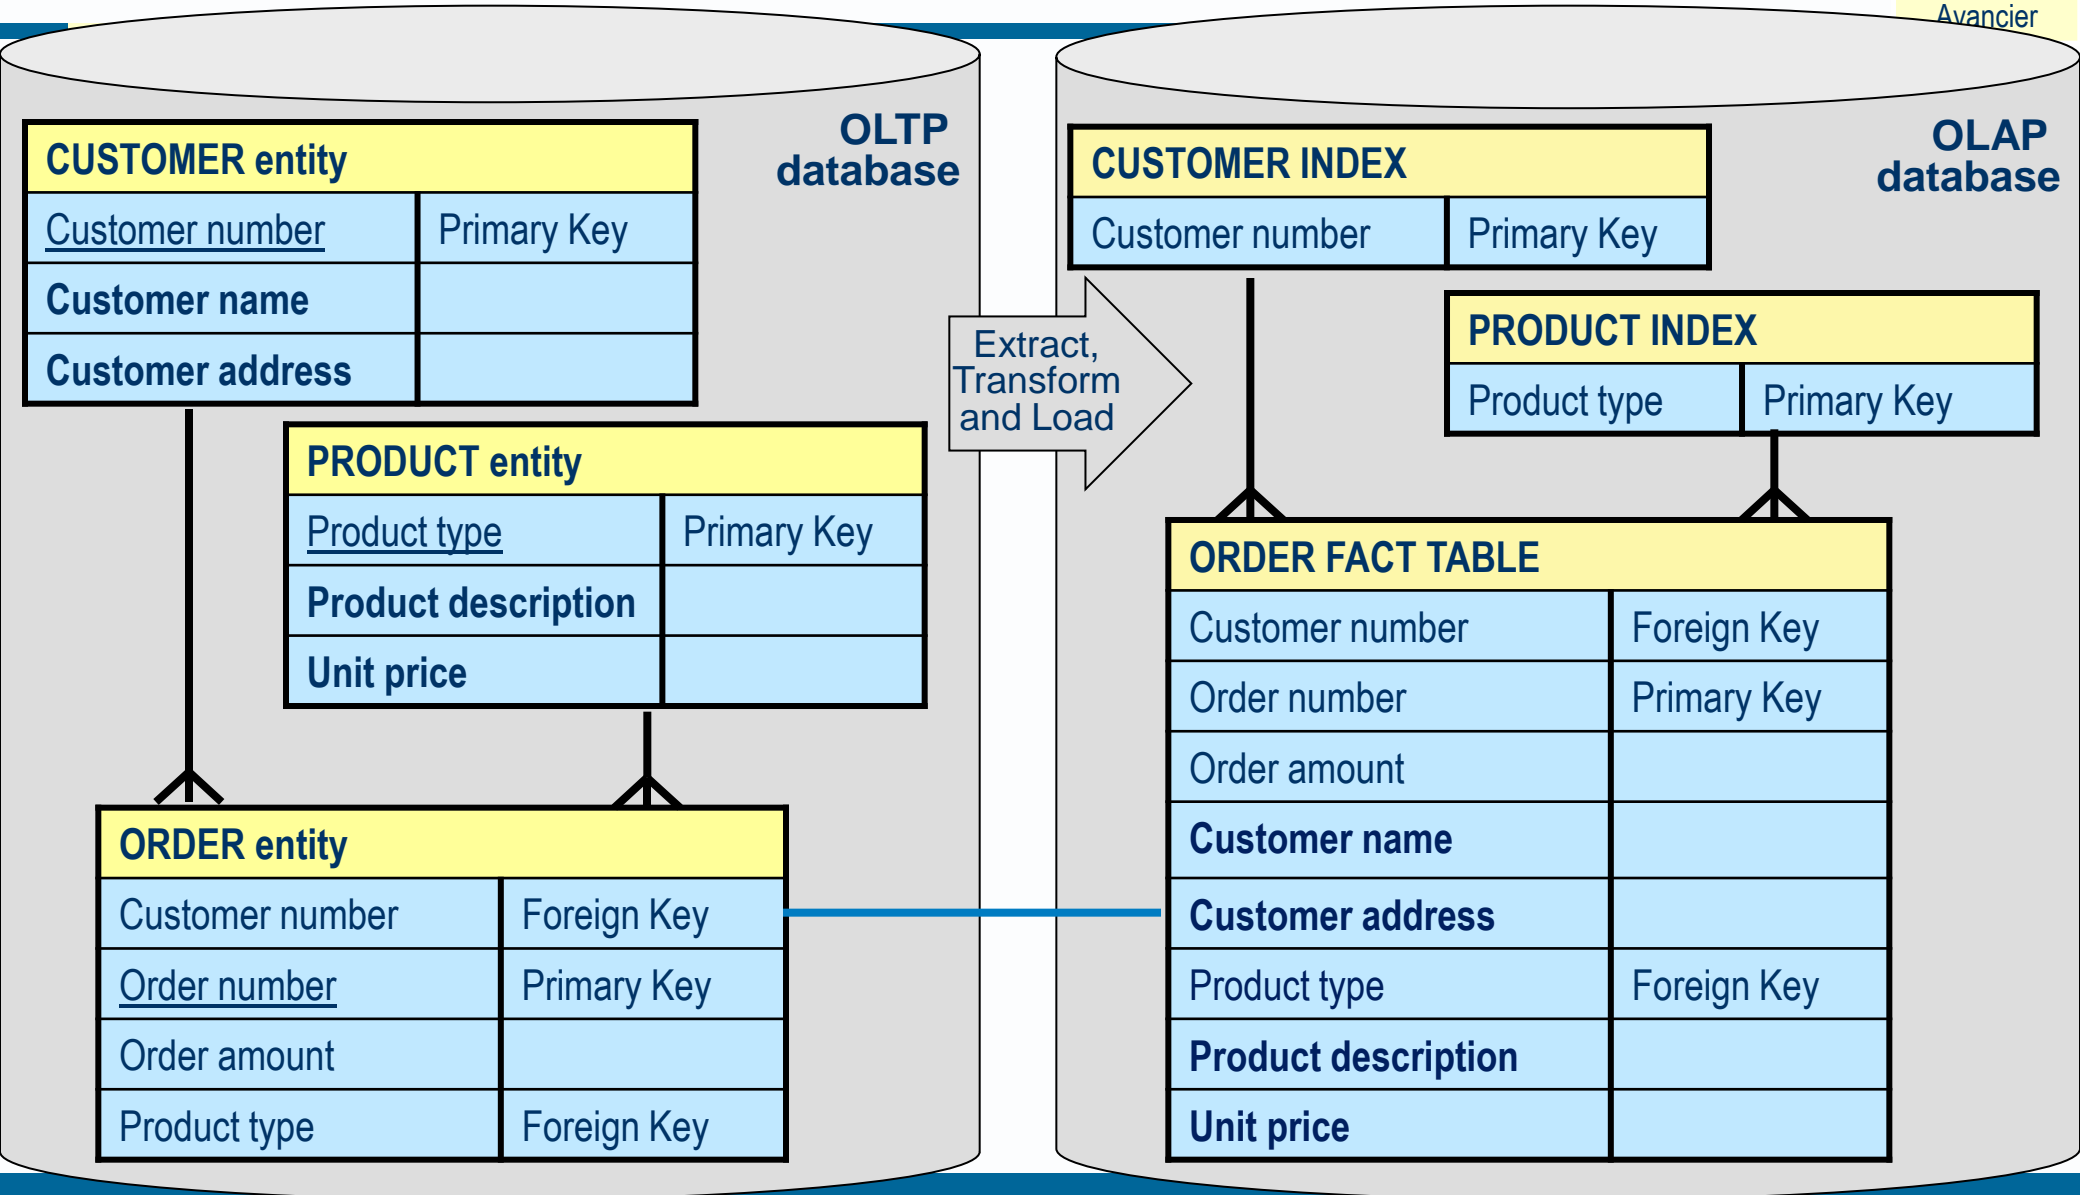 Avancier
OLTP
database
CUSTOMER entity
Customer number Primary Key
Customer name
Customer address
PRODUCT entity
Product type Primary Key
Product description
Unit price
ORDER entity
Customer number Foreign Key
Order number Primary Key
Order amount
Product type Foreign Key
Extract,
Transform
and Load
OLAP
database
CUSTOMER INDEX
Customer number Primary Key
PRODUCT INDEX
Product type Primary Key
ORDER FACT TABLE
Customer number Foreign Key
Order number Primary Key
Order amount
Customer name
Customer address
Product type Foreign Key
Product description
Unit price